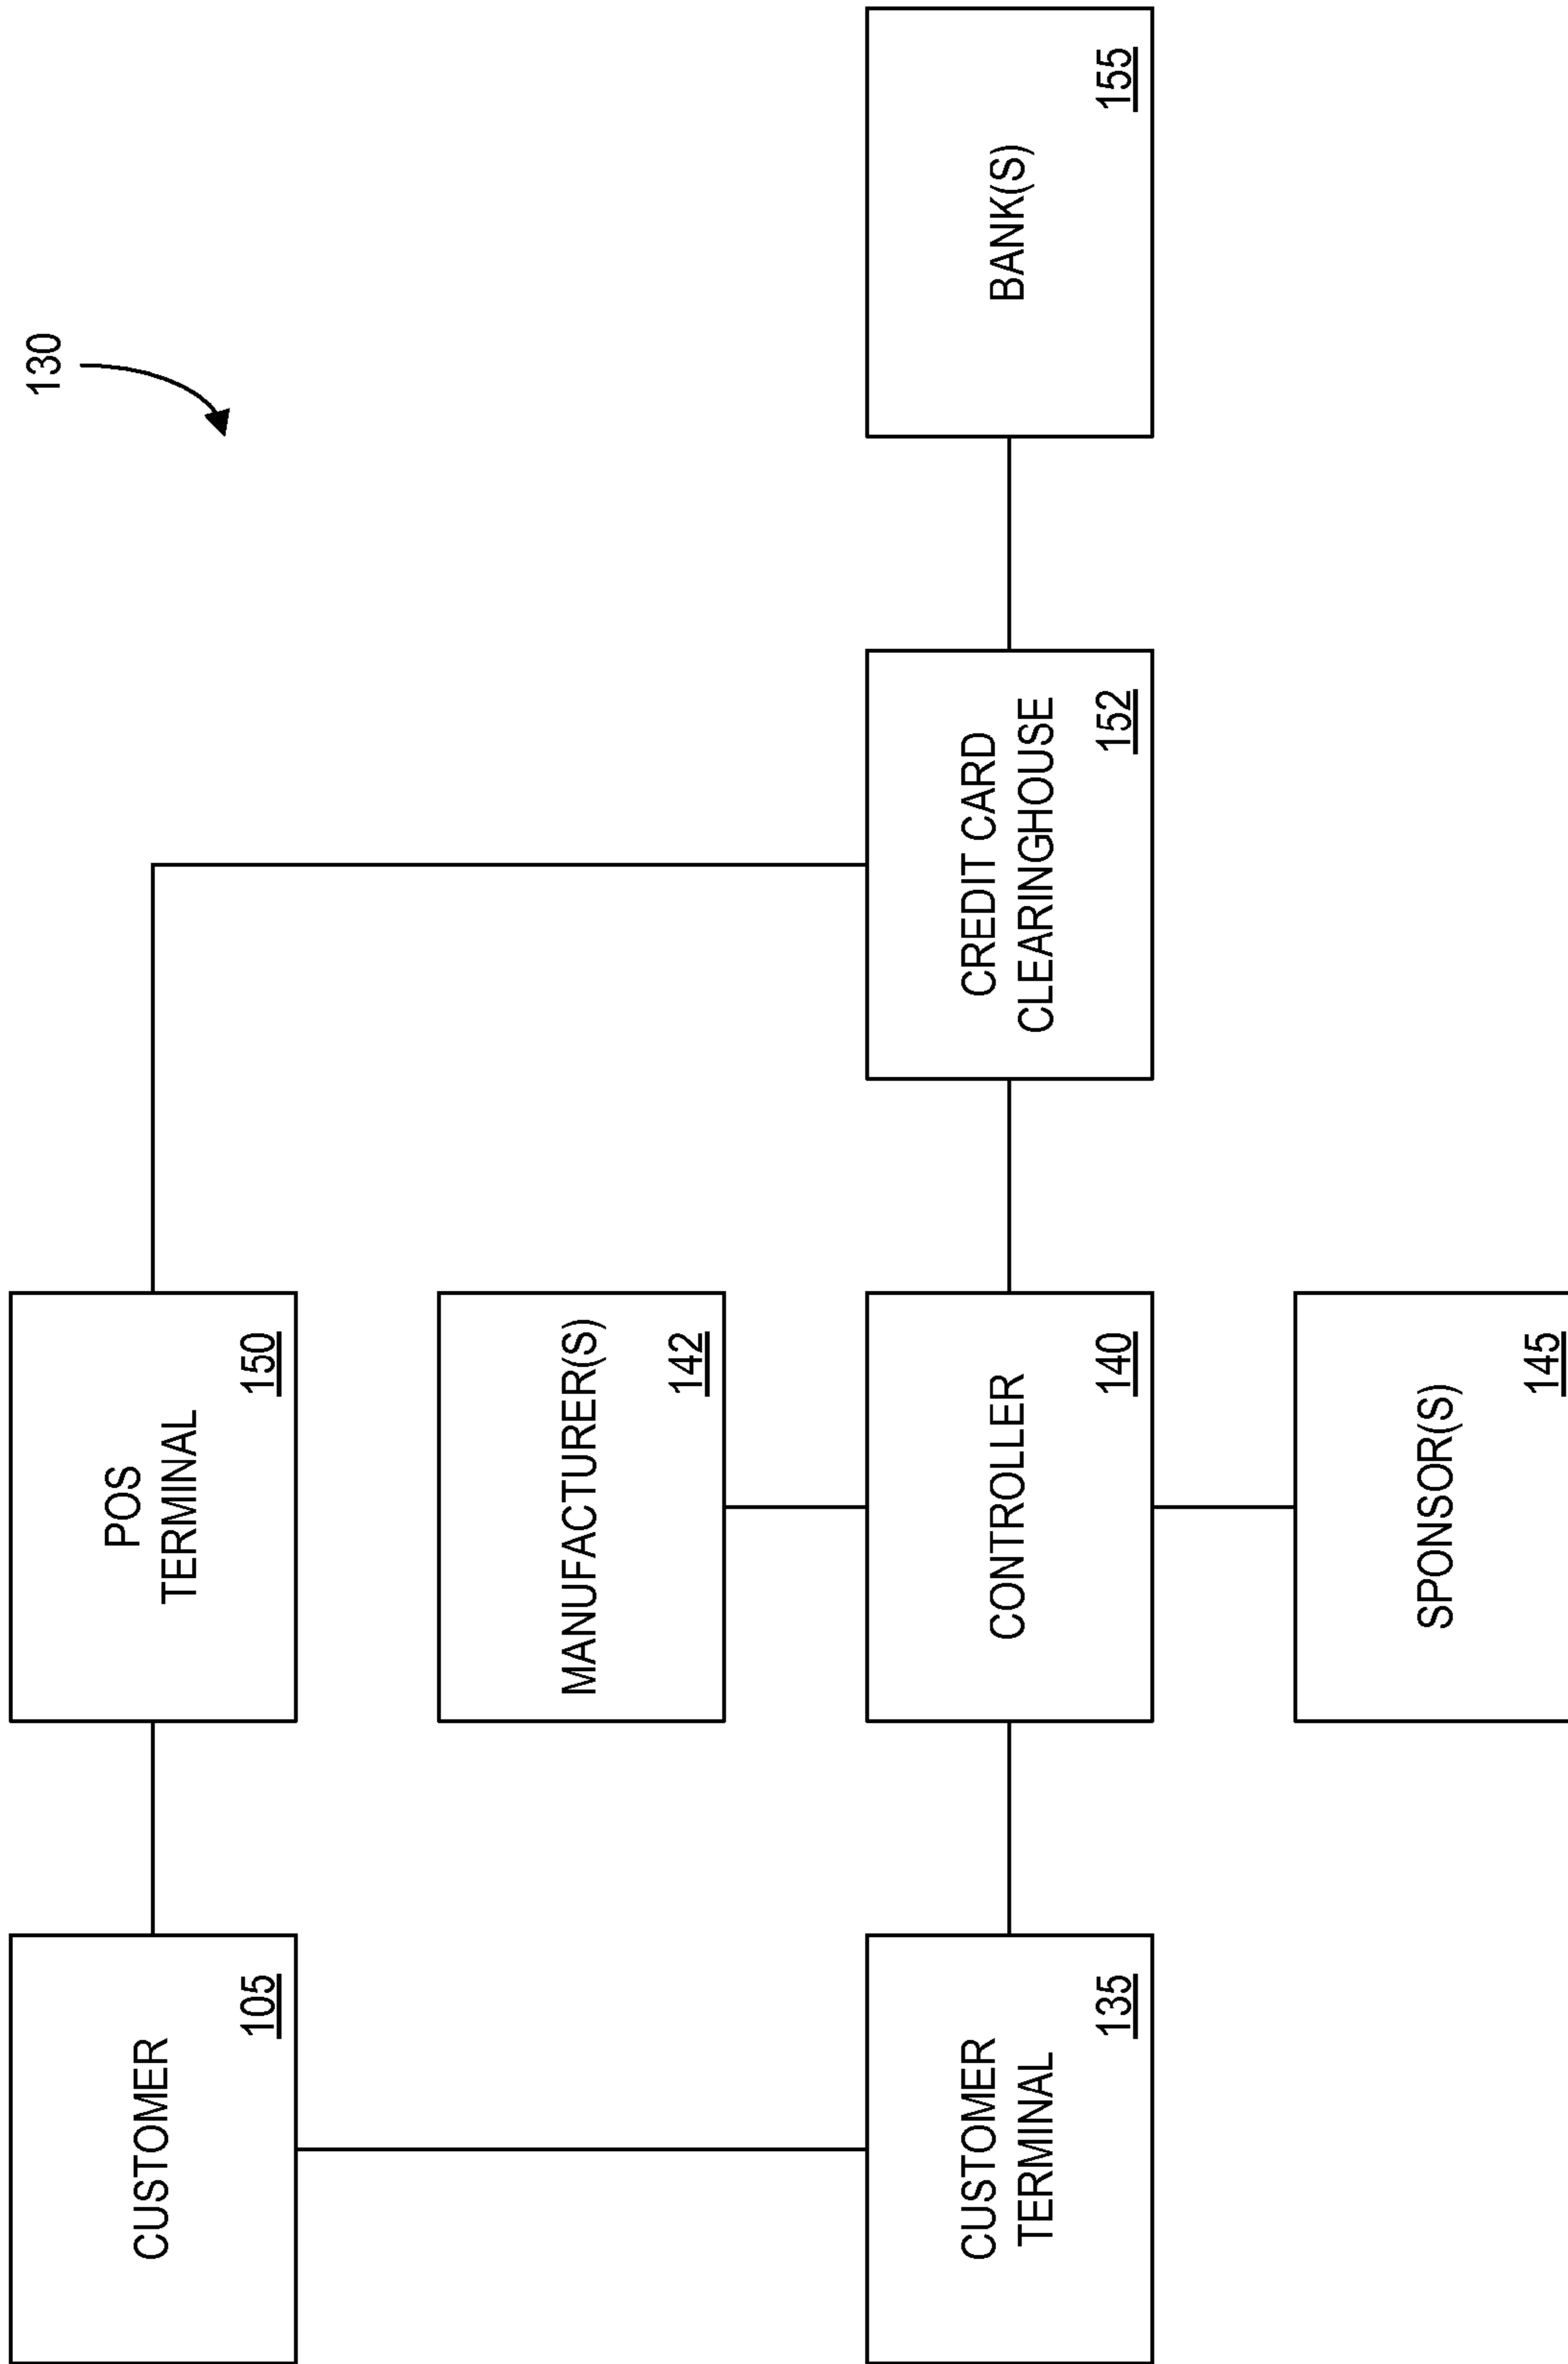 130
CUSTOMER
105
POS
TERMINAL
150
MANUFACTURER(S)
142
CUSTOMER
TERMINAL
135
CONTROLLER
140
CREDIT CARD
CLEARINGHOUSE
152
BANK(S)
155
SPONSOR(S)
145